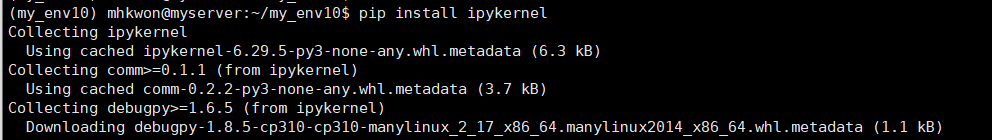 (my_env10) mhkwon@myserver:~/my_env10$ pip install ipykernel
Collecting ipykernel
  Using cached ipykernel-6.29.5-py3-none-any.whl.metadata (6.3 kB)
Collecting comm>=0.1.1 (from ipykernel)
  Using cached comm-0.2.2-py3-none-any.whl.metadata (3.7 kB)
Collecting debugpy>=1.6.5 (from ipykernel)
  Downloading debugpy-1.8.5-cp310-cp310-manylinux_2_17_x86_64.manylinux2014_x86_64.whl.metadata (1.1 kB)